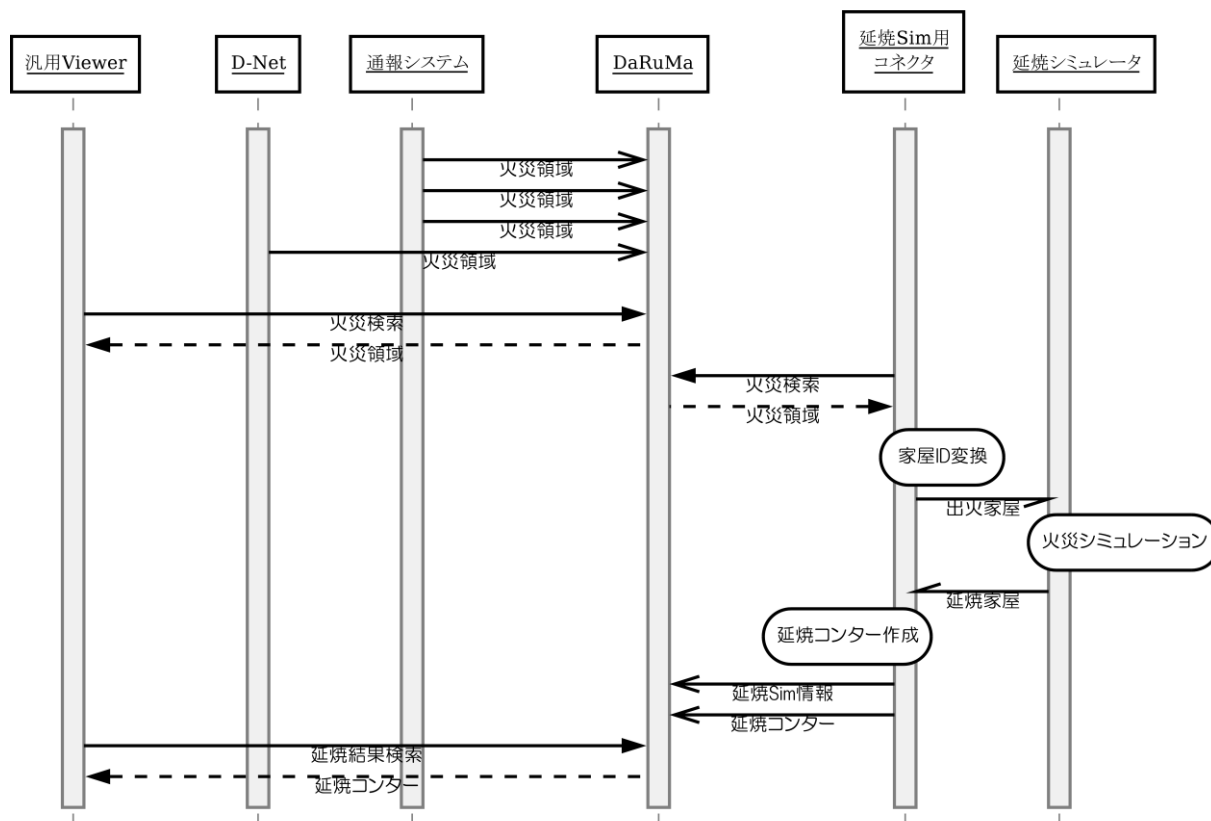 汎用Viewer
D-Net
通報システム
DaRuMa
延焼Sim用
コネクタ
延焼シミュレータ
火災領域
火災領域
火災領域
火災領域
火災検索
火災領域
火災検索
火災領域
家屋ID変換
出火家屋
火災シミュレーション
延焼家屋
延焼コンター作成
延焼Sim情報
延焼コンター
延焼結果検索
延焼コンター